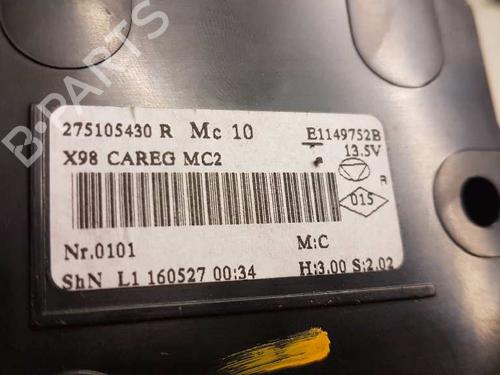 B-PARTS
275105430 R Mc 10 E1149752B
X98 CAREG MC2 13.5V
R
015
Nr.0101 M:C
ShN L1 160527 00:34 H:3.00 S:2.02